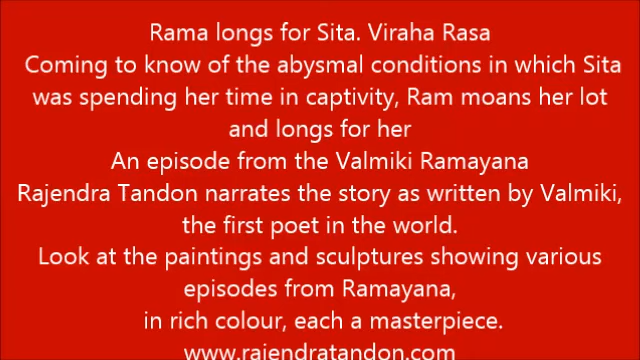 Rama longs for Sita. Viraha Rasa
Coming to know of the abysmal conditions in which Sita
was spending her time in captivity, Ram moans her lot
and longs for her
An episode from the Valmiki Ramayana
Rajendra Tandon narrates the story as written by Valmiki,
the first poet in the world.
Look at the paintings and sculptures showing various
episodes from Ramayana,
in rich colour, each a masterpiece.
www.rajendratandon.com